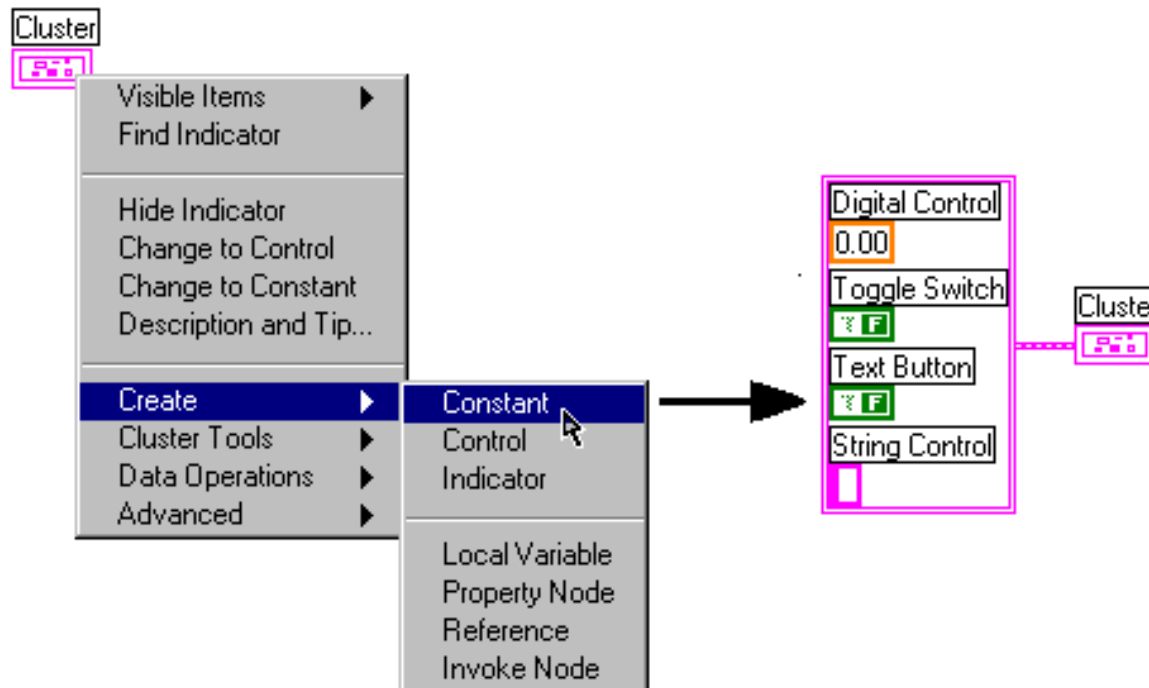 Cluster
Visible Items
Find Indicator
Hide Indicator
Change to Control
Change to Constant
Description and Tip...
Create
Cluster Tools
Data Operations
Advanced
Constant
Control
Indicator
Local Variable
Property Node
Reference
Invoke Node
Digital Control
0.00
Toggle Switch
F
Text Button
F
String Control
Cluste